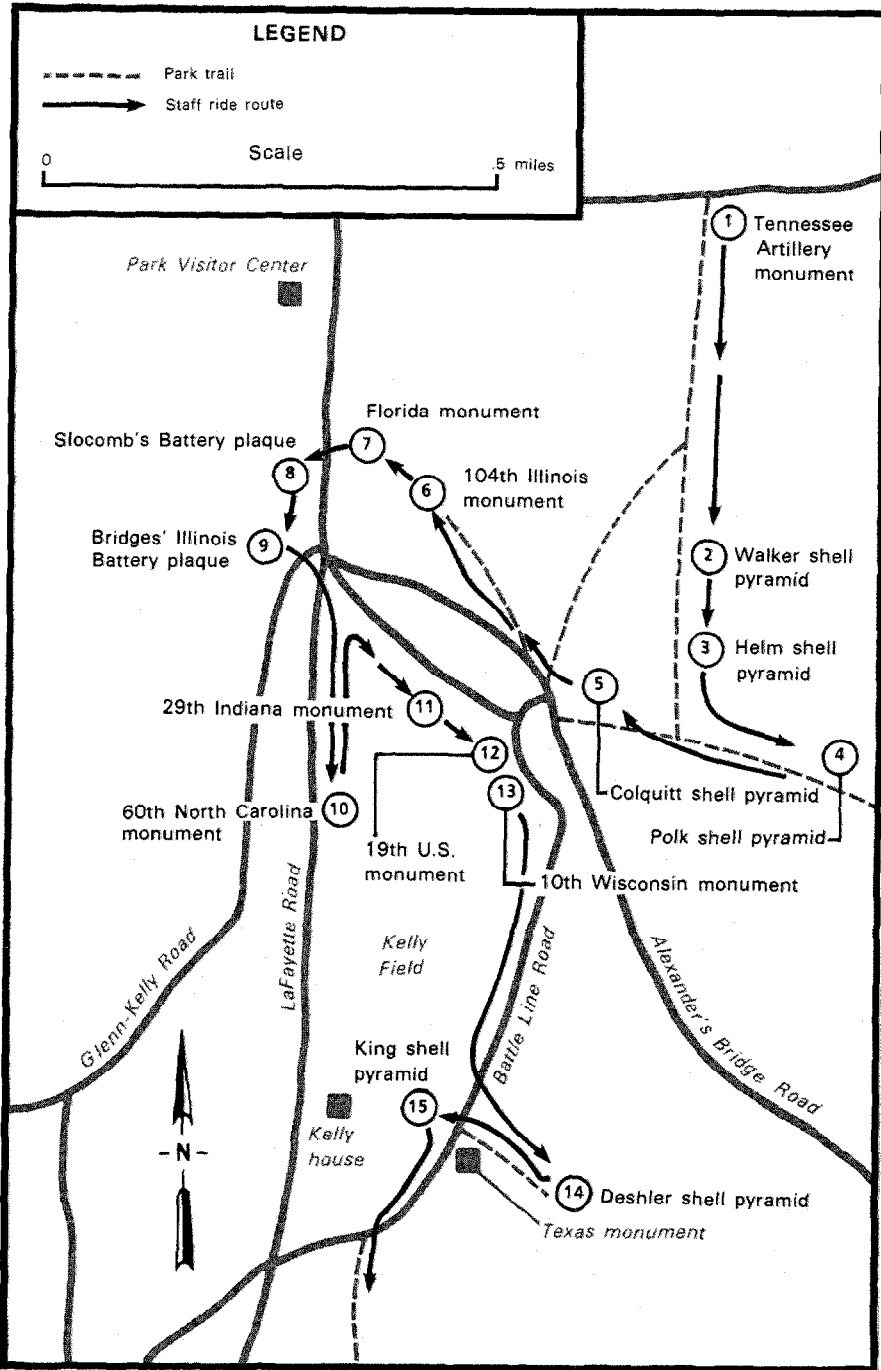 LEGEND
Park trail
Staff ride route
Scale
0
.5 miles
1
Tennessee
Artillery
monument
Park Visitor Center
Florida monument
7
Slocomb's Battery plaque
8
6
104th Illinois
monument
Bridges' Illinois
Battery plaque
9
2
Walker shell
pyramid
3
Helm shell
pyramid
5
4
29th Indiana monument
11
12
13
Colquitt shell pyramid
Polk shell pyramid
60th North Carolina
monument
10
19th U.S.
monument
10th Wisconsin monument
Kelly
Field
Glenn-Kelly Road
LaFayette Road
Battle Line Road
Alexander's Bridge Road
King shell
pyramid
15
Kelly
house
-N-
14
Deshler shell pyramid
Texas monument